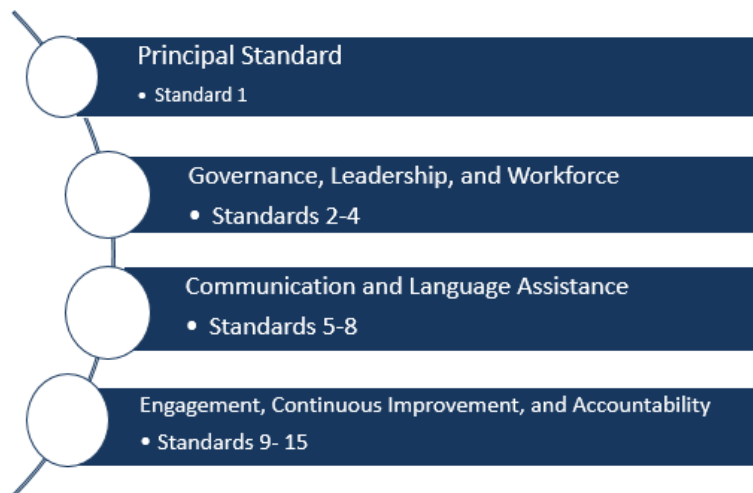 Principal Standard
• Standard 1
Governance, Leadership, and Workforce
• Standards 2-4
Communication and Language Assistance
• Standards 5-8
Engagement, Continuous Improvement, and Accountability
• Standards 9- 15